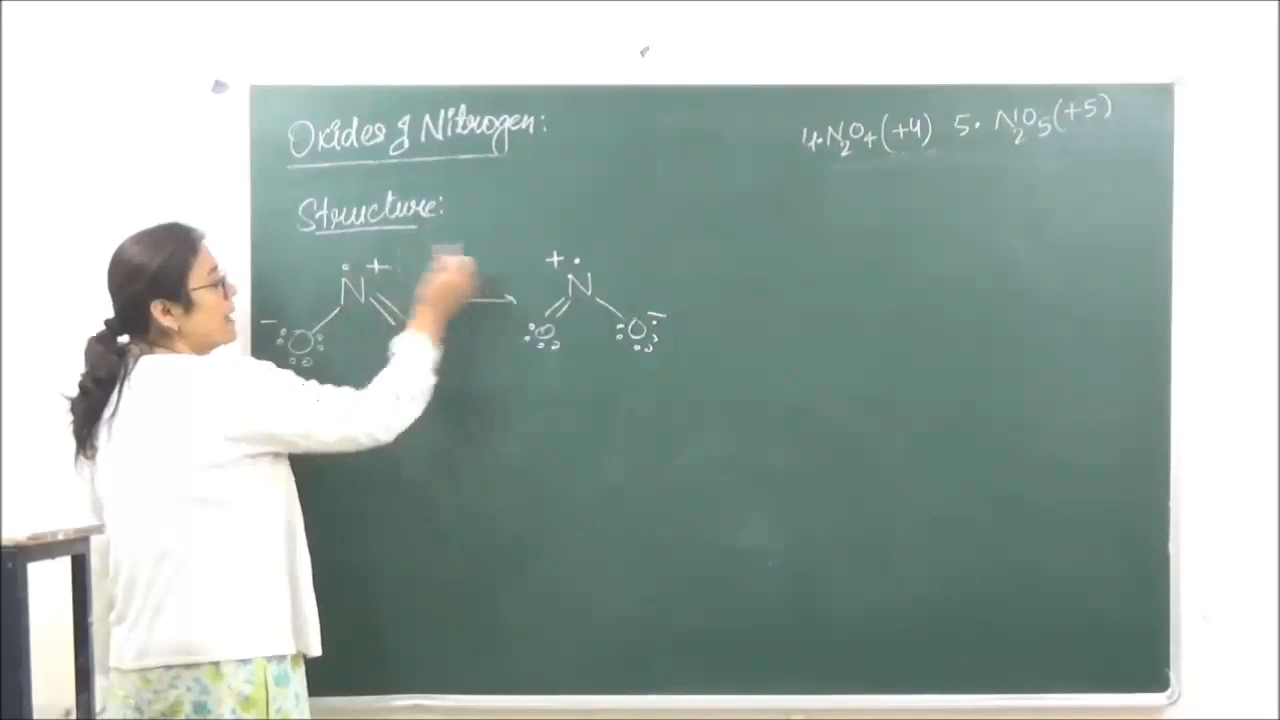 Oxides of Nitrogen:
4. N2O4 (+4) 5. N2O5 (+5)
Structure:
N + + N
- O O O -